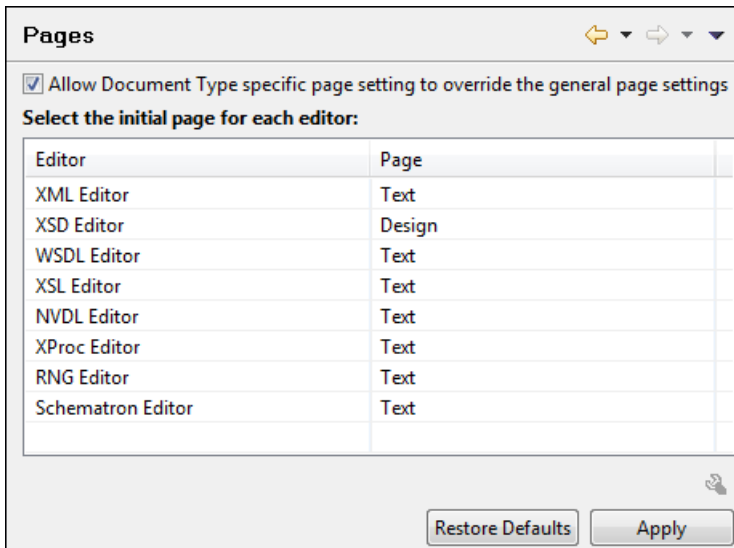 Pages
Allow Document Type specific page setting to override the general page settings
Select the initial page for each editor:
Editor Page
XML Editor Text
XSD Editor Design
WSDL Editor Text
XSL Editor Text
NVDL Editor Text
XProc Editor Text
RNG Editor Text
Schematron Editor Text
Restore Defaults Apply